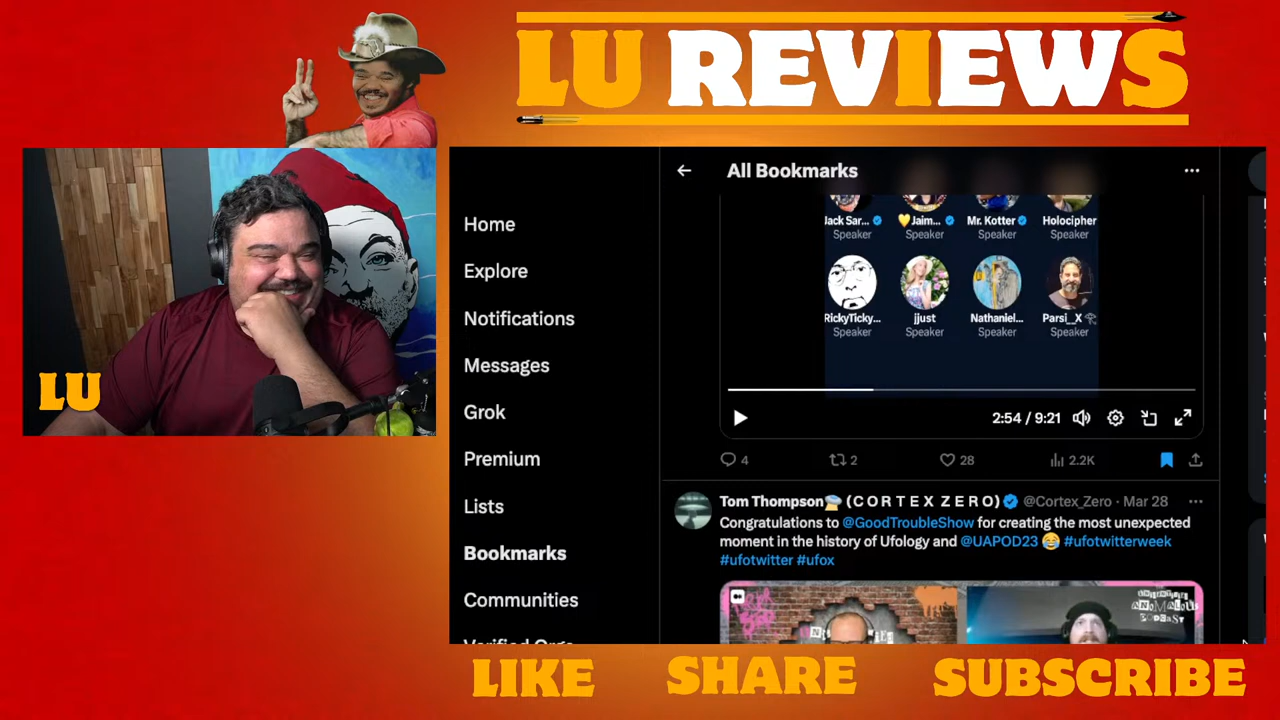 LU REVIEWS
LU
Home
Explore
Notifications
Messages
Grok
Premium
Lists
Bookmarks
Communities
All Bookmarks
Jack Sar... 💛Jaim... Mr. Kotter Holocipher
Speaker Speaker Speaker Speaker
RickyTicky... jjust Nathaniel... Parsi__X
Speaker Speaker Speaker Speaker
2:54 / 9:21
4 2 28 2.2K
Tom Thompson (C O R T E X Z E R O) @Cortex_Zero · Mar 28
Congratulations to @GoodTroubleShow for creating the most unexpected
moment in the history of Ufology and @UAPOD23 😂 #ufotwitterweek
#ufotwitter #ufox
ANOMALOUS
PODCAST
LIKE SHARE SUBSCRIBE